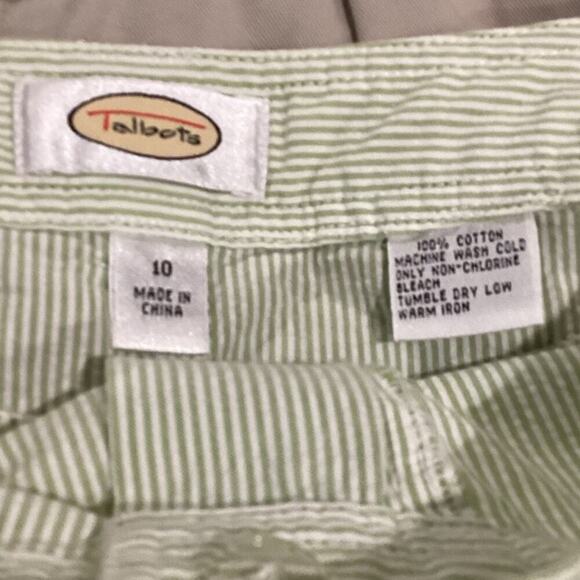 Talbots
10
MADE IN
CHINA
100% COTTON
MACHINE WASH COLD
ONLY NON-CHLORINE
BLEACH
TUMBLE DRY LOW
WARM IRON